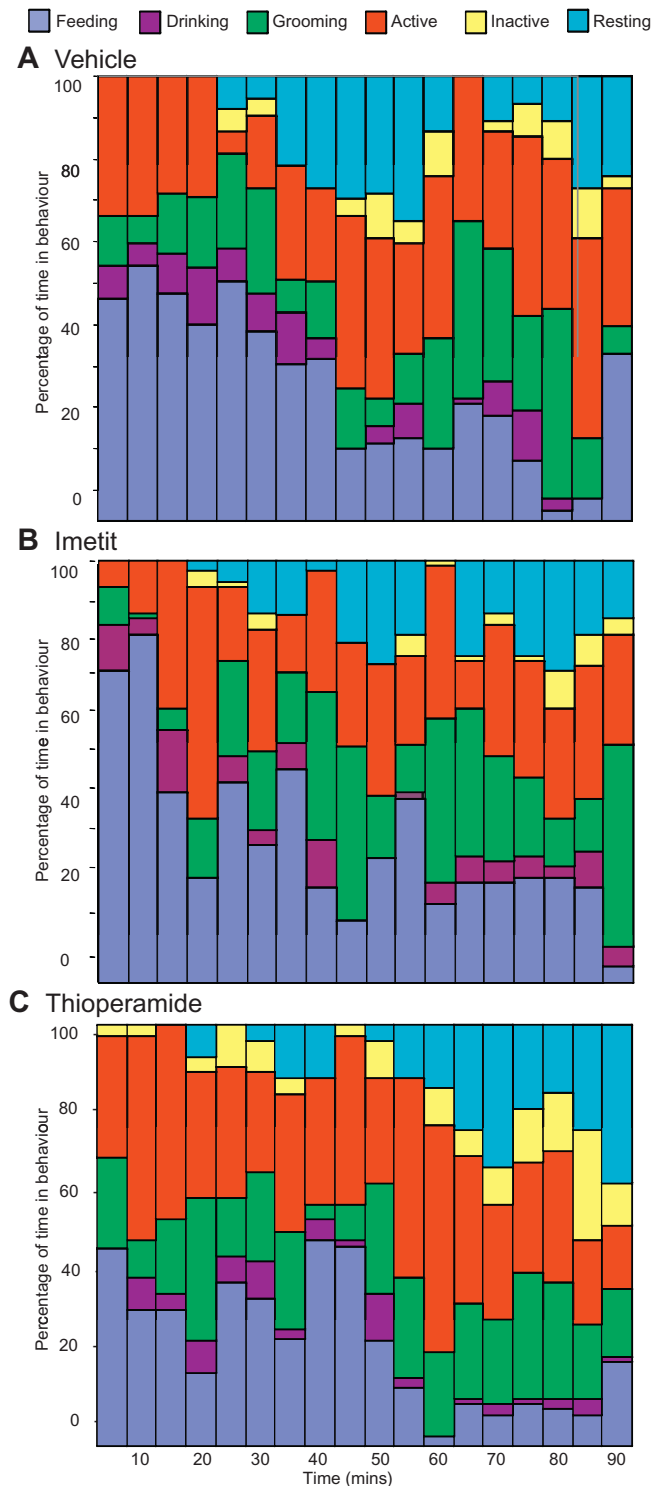 Feeding Drinking Grooming Active Inactive Resting
A Vehicle
Percentage of time in behaviour
100
80
60
40
20
0
B Imetit
Percentage of time in behaviour
100
80
60
40
20
0
C Thioperamide
Percentage of time in behaviour
100
80
60
40
20
0
10 20 30 40 50 60 70 80 90
Time (mins)